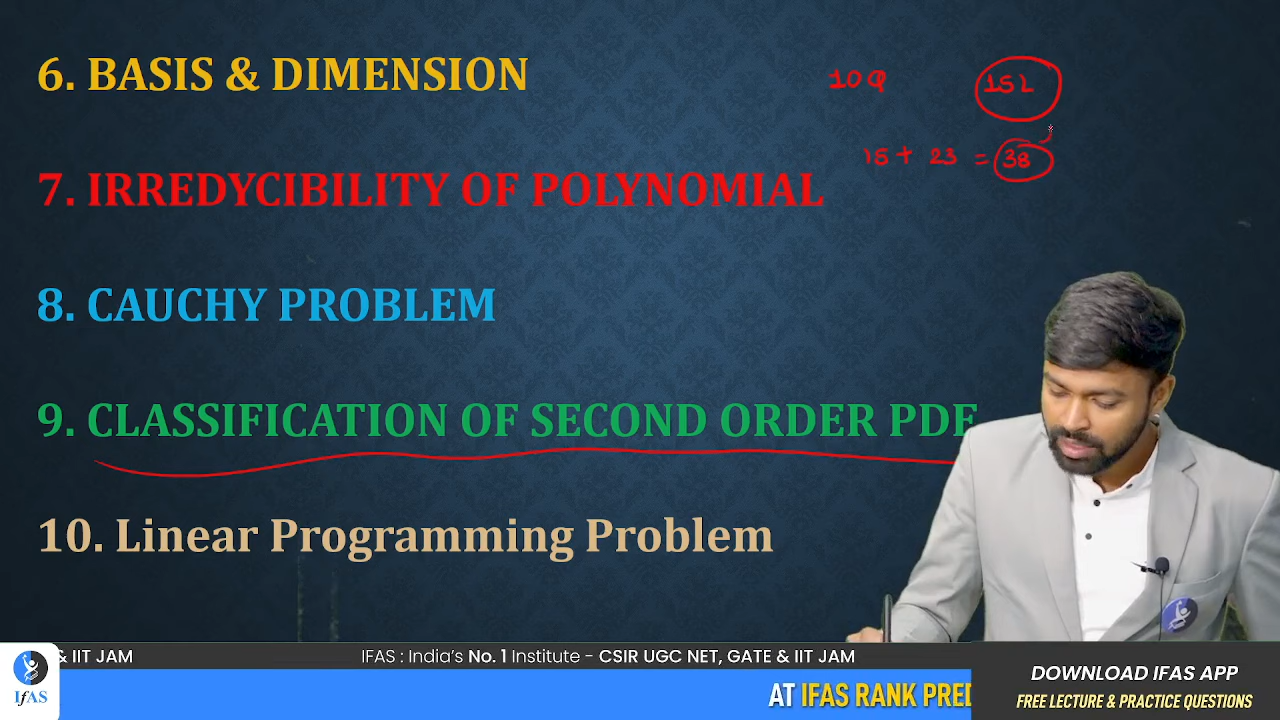 6. BASIS & DIMENSION
10 Q
15L
15 + 23 = 38
7. IRREDYCIBILITY OF POLYNOMIAL
8. CAUCHY PROBLEM
9. CLASSIFICATION OF SECOND ORDER PDE
10. Linear Programming Problem
& IIT JAM
IFAS : India's No. 1 Institute - CSIR UGC NET, GATE & IIT JAM
DOWNLOAD IFAS APP
IfAS
AT IFAS RANK PRED
FREE LECTURE & PRACTICE QUESTIONS